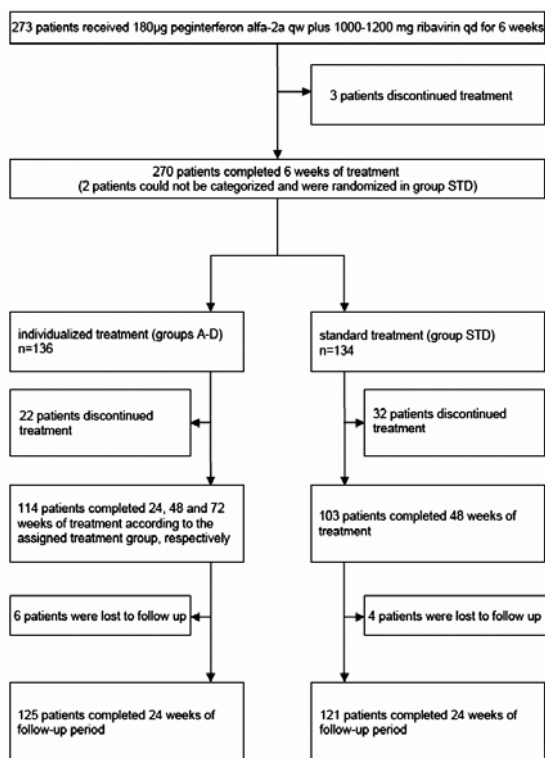 273 patients received 180µg peginterferon alfa-2a qw plus 1000-1200 mg ribavirin qd for 6 weeks
3 patients discontinued treatment
270 patients completed 6 weeks of treatment
(2 patients could not be categorized and were randomized in group STD)
individualized treatment (groups A-D)
n=136
standard treatment (group STD)
n=134
22 patients discontinued
treatment
32 patients discontinued
treatment
114 patients completed 24, 48 and 72
weeks of treatment according to the
assigned treatment group, respectively
103 patients completed 48 weeks of
treatment
6 patients were lost to follow up
4 patients were lost to follow up
125 patients completed 24 weeks of
follow-up period
121 patients completed 24 weeks of
follow-up period